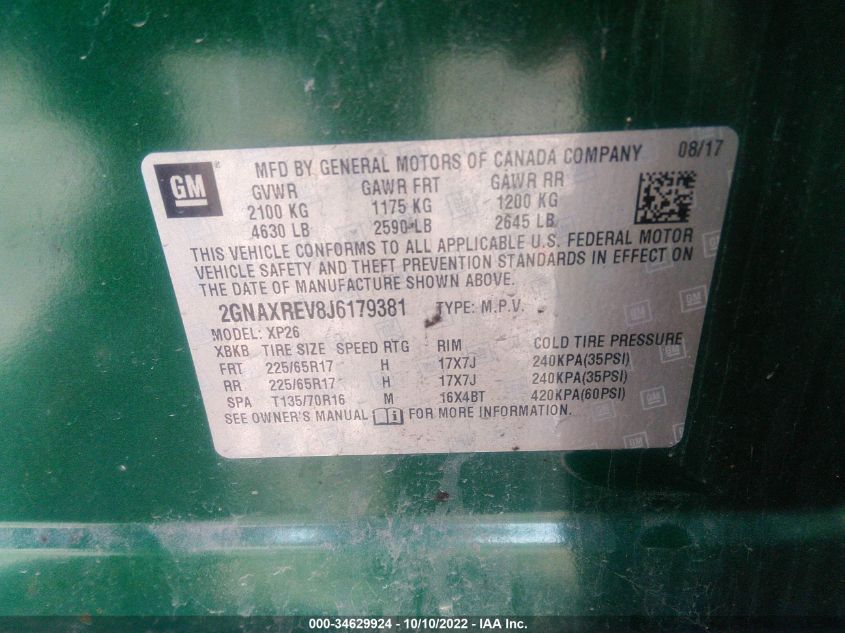 GM
MFD BY GENERAL MOTORS OF CANADA COMPANY 08/17
GVWR GAWR FRT GAWR RR
2100 KG 1175 KG 1200 KG
4630 LB 2590 LB 2645 LB
THIS VEHICLE CONFORMS TO ALL APPLICABLE U.S. FEDERAL MOTOR
VEHICLE SAFETY AND THEFT PREVENTION STANDARDS IN EFFECT ON
THE DATE OF MANUFACTURE SHOWN ABOVE.
2GNAXREV8J6179381 TYPE: M.P.V.
MODEL: XP26
XBKB TIRE SIZE SPEED RTG RIM COLD TIRE PRESSURE
FRT 225/65R17 H 17X7J 240KPA(35PSI)
RR 225/65R17 H 17X7J 240KPA(35PSI)
SPA T135/70R16 M 16X4BT 420KPA(60PSI)
SEE OWNER'S MANUAL FOR MORE INFORMATION.
000-34629924 - 10/10/2022 - IAA Inc.